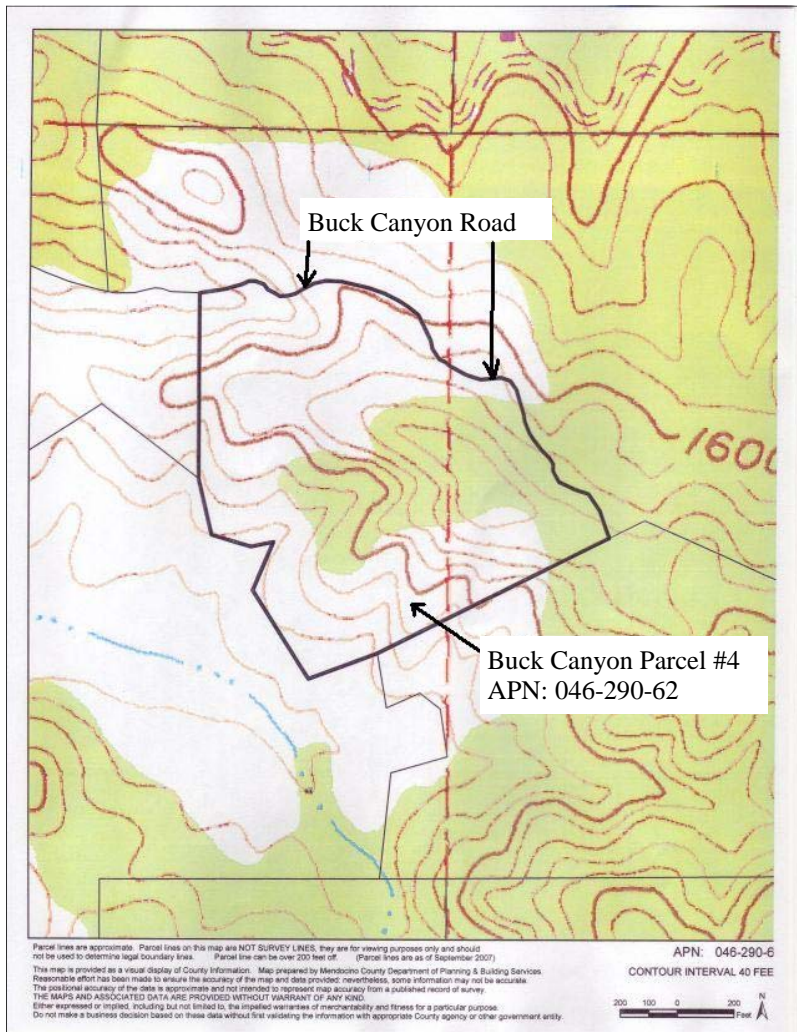 Buck Canyon Road
1600
Buck Canyon Parcel #4
APN: 046-290-62
Parcel lines are approximate. Parcel lines on this map are NOT SURVEY LINES, they are for viewing purposes only and should
not be used to determine legal boundary lines. Parcel line can be over 200 feet off. (Parcel lines are as of September 2007)
This map is provided as a visual display of County Information. Map prepared by Mendocino County Department of Planning & Building Services.
Reasonable effort has been made to ensure the accuracy of the map and data provided: nevertheless, some information may not be accurate.
The positional accuracy of the data is approximate and not intended to represent map accuracy from a published record of survey.
THE MAPS AND ASSOCIATED DATA ARE PROVIDED WITHOUT WARRANT OF ANY KIND.
Either expressed or implied, including but not limited to, the impelled warranties of merchantability and fitness for a particular purpose.
Do not make a business decision based on these data without first validating the information with appropriate County agency or other government entity.
APN: 046-290-6
CONTOUR INTERVAL 40 FEE
200 100 0 200
Feet
N